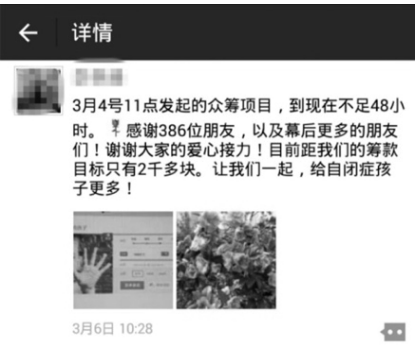 详情
3月4号11点发起的众筹项目，到现在不足48小
时。感谢386位朋友，以及幕后更多的朋友
们！谢谢大家的爱心接力！目前距我们的筹款
目标只有2千多块。让我们一起，给自闭症孩
子更多！
3月6日 10:28